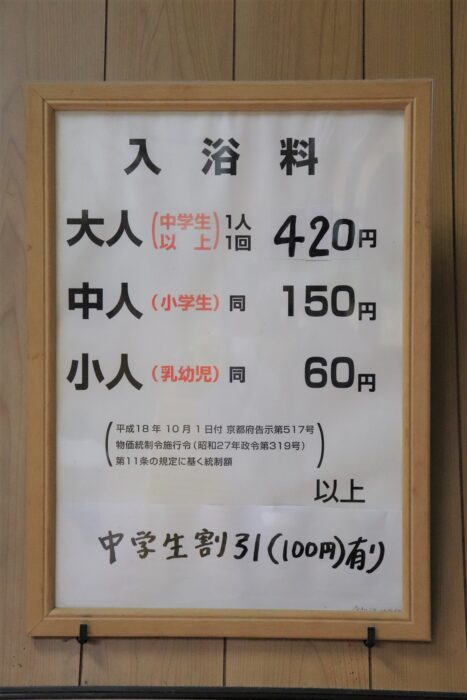 入浴料
大人(中学生以上)1人1回 420円
中人(小学生)同 150円
小人(乳幼児)同 60円
(平成18年10月1日付 京都府告示第517号
物価統制令施行令(昭和27年政令第319号)
第11条の規定に基く統制額)
以上
中学生割引(100円)有り